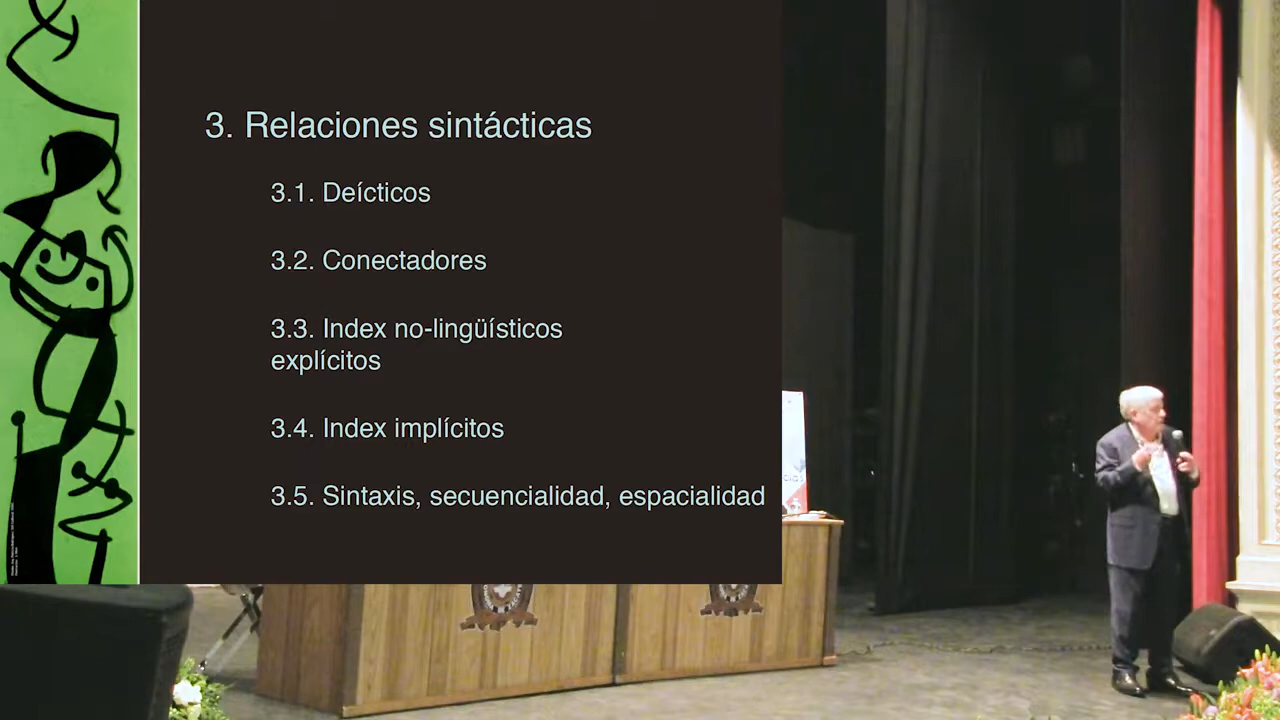 3. Relaciones sintácticas
3.1. Deícticos
3.2. Conectadores
3.3. Index no-lingüísticos
explícitos
3.4. Index implícitos
3.5. Sintaxis, secuencialidad, espacialidad